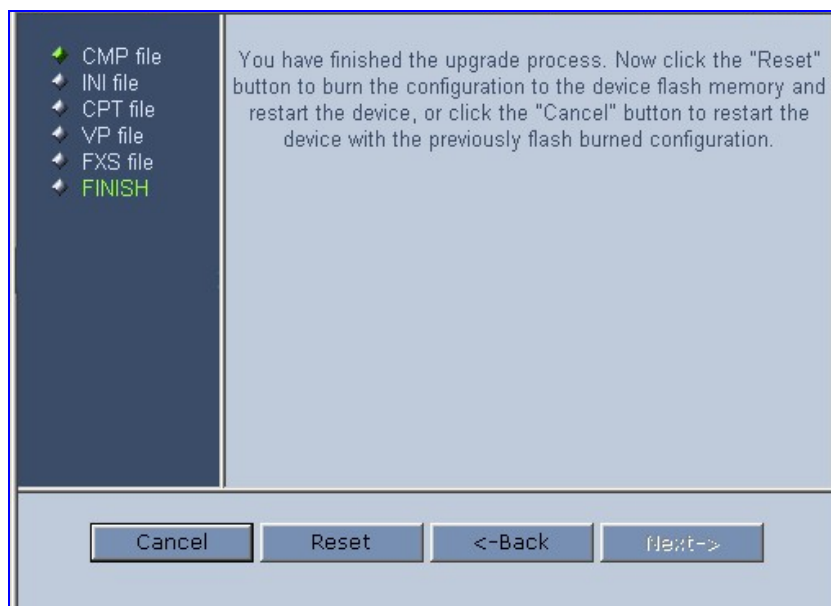 CMP file
INI file
CPT file
VP file
FXS file
FINISH
You have finished the upgrade process. Now click the "Reset"
button to burn the configuration to the device flash memory and
restart the device, or click the "Cancel" button to restart the
device with the previously flash burned configuration.
Cancel
Reset
<-Back
Next->